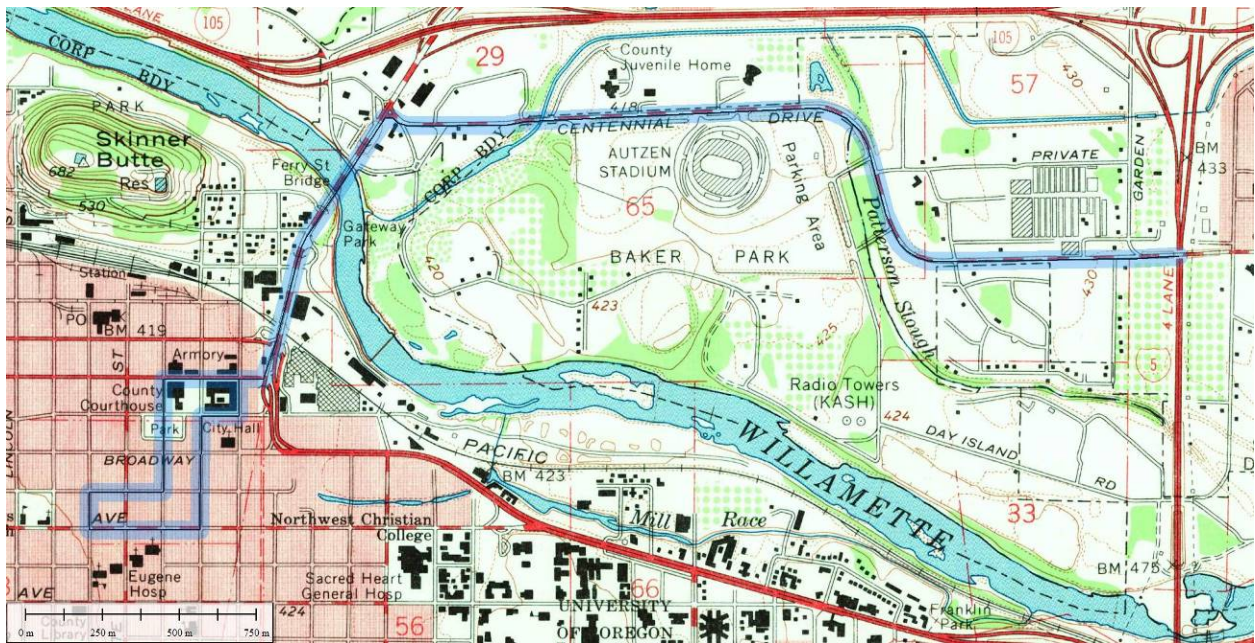 LANE
105
CORP
BDY
29
County
Juvenile Home
105
57
430
PARK
Skinner
Butte
682
Res
530
Ferry St
Bridge
CORP BDY
418
CENTENNIAL DRIVE
AUTZEN
STADIUM
Parking Area
PRIVATE
GARDEN
BM
433
65
Gateway
Park
Patterson Slough
BAKER PARK
420
423
425
430
4 LANE
5
Station
PO
BM 419
ST
Armory
County
Courthouse
Park
City Hall
LINCOLN
BROADWAY
Radio Towers
(KASH)
424
DAY ISLAND
RD
WILLAMETTE
PACIFIC
BM 423
AVE
Northwest Christian
College
Mill Race
33
BM 475
Eugene
Hosp
Sacred Heart
General Hosp
66
AVE
424
56
UNIVERSITY
OF OREGON
Franklin
Park
County
Library
0 m 250 m 500 m 750 m